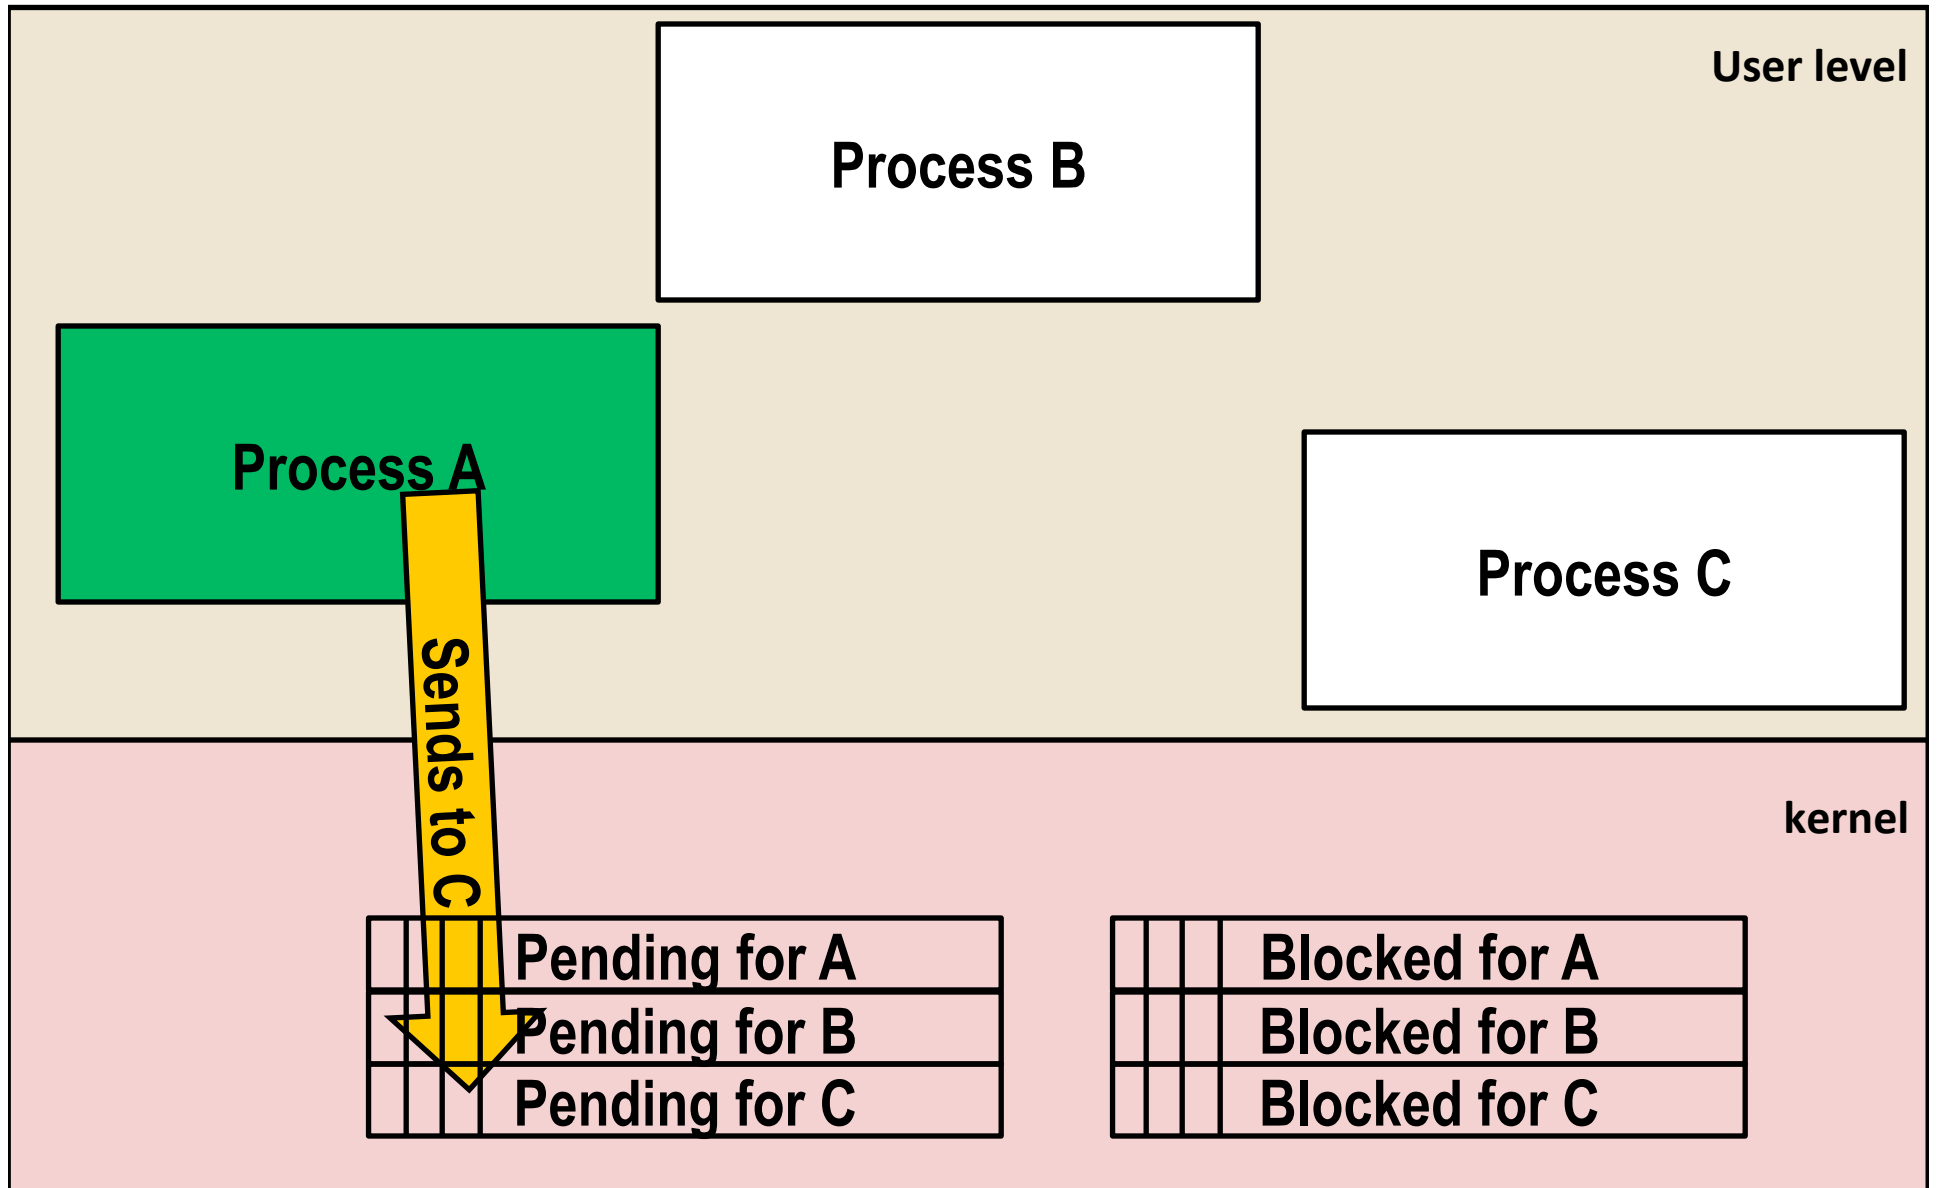 User level
Process B
Process A
Process C
Sends to C
kernel
Pending for A
Pending for B
Pending for C
Blocked for A
Blocked for B
Blocked for C